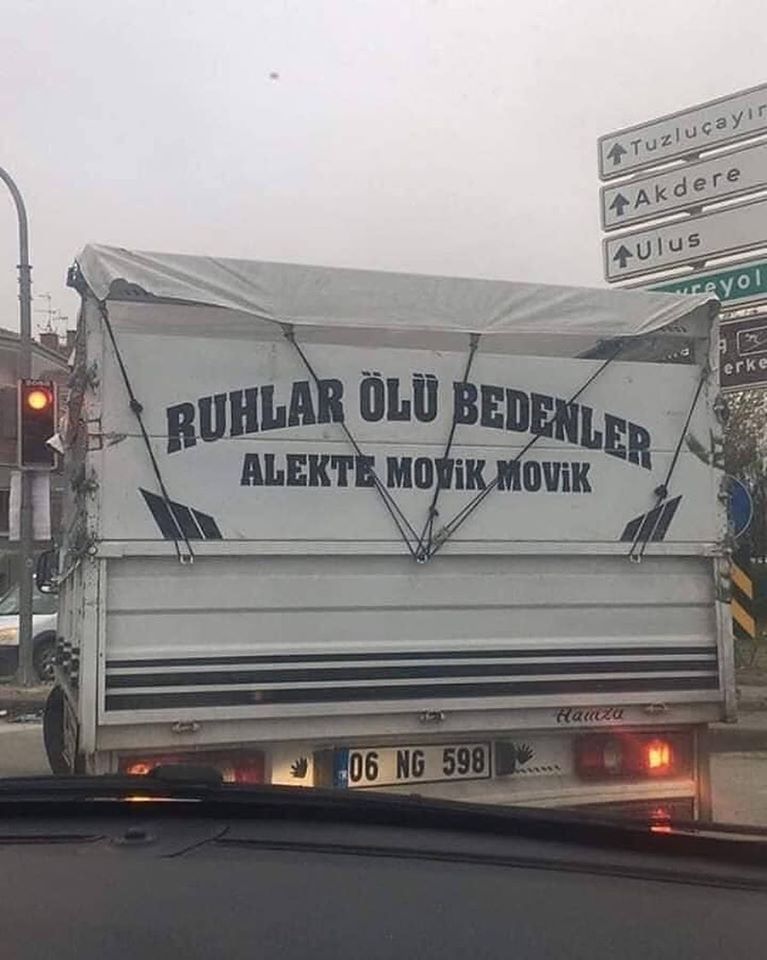 Tuzluçayır
Akdere
Ulus
RUHLAR ÖLÜ BEDENLER
ALEKTE MOViK MOViK
Hamza
06 NG 598